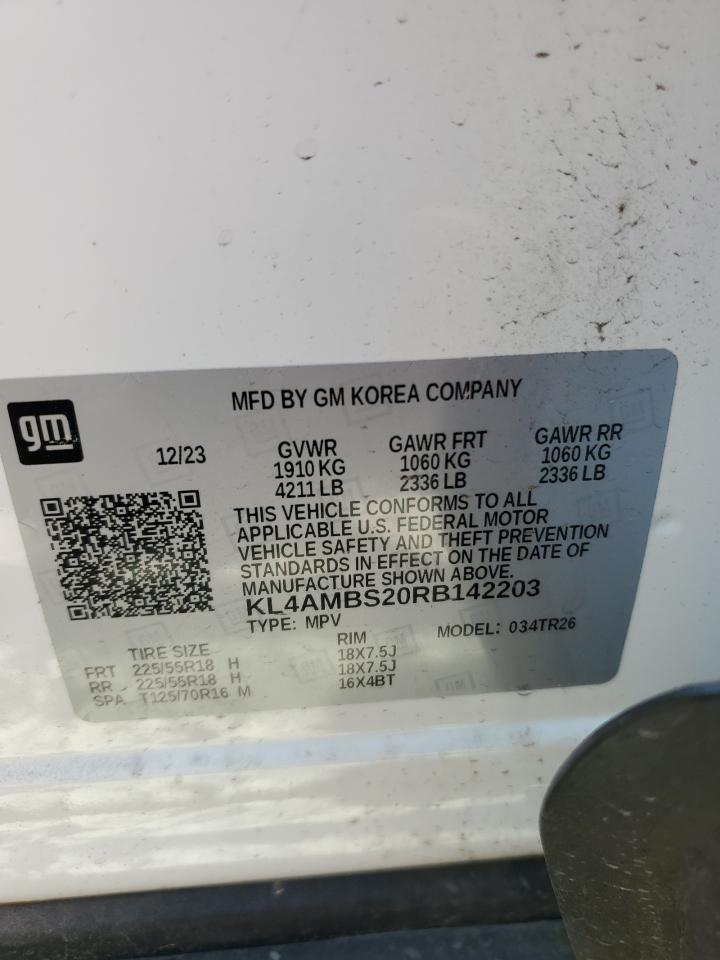 MFD BY GM KOREA COMPANY
gm
12/23 GVWR GAWR FRT GAWR RR
1910 KG 1060 KG 1060 KG
4211 LB 2336 LB 2336 LB
THIS VEHICLE CONFORMS TO ALL
APPLICABLE U.S. FEDERAL MOTOR
VEHICLE SAFETY AND THEFT PREVENTION
STANDARDS IN EFFECT ON THE DATE OF
MANUFACTURE SHOWN ABOVE.
KL4AMBS20RB142203
TYPE: MPV MODEL: 034TR26
TIRE SIZE RIM
FRT 225/55R18 H 18X7.5J
RR 225/55R18 H 18X7.5J
SPA T125/70R16 M 16X4BT